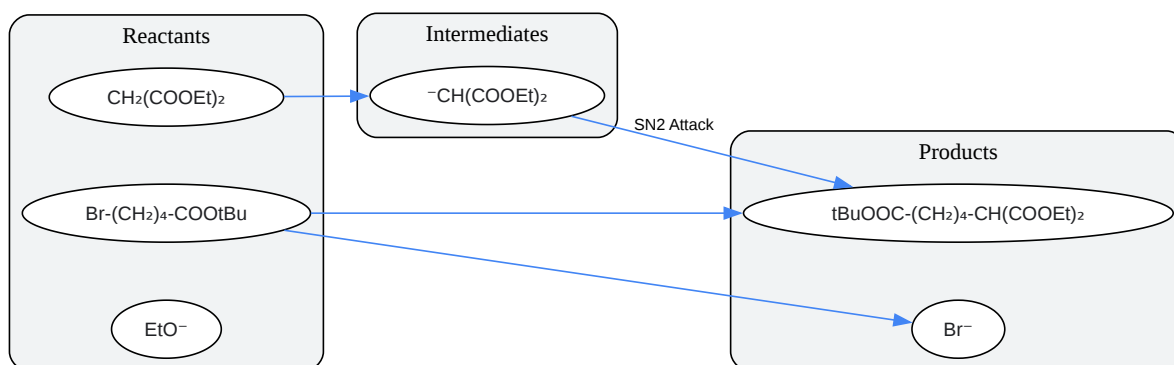 Reactants
CH₂(COOEt)₂
Br-(CH₂)₄-COOtBu
EtO⁻
Intermediates
⁻CH(COOEt)₂
SN2 Attack
Products
tBuOOC-(CH₂)₄-CH(COOEt)₂
Br⁻